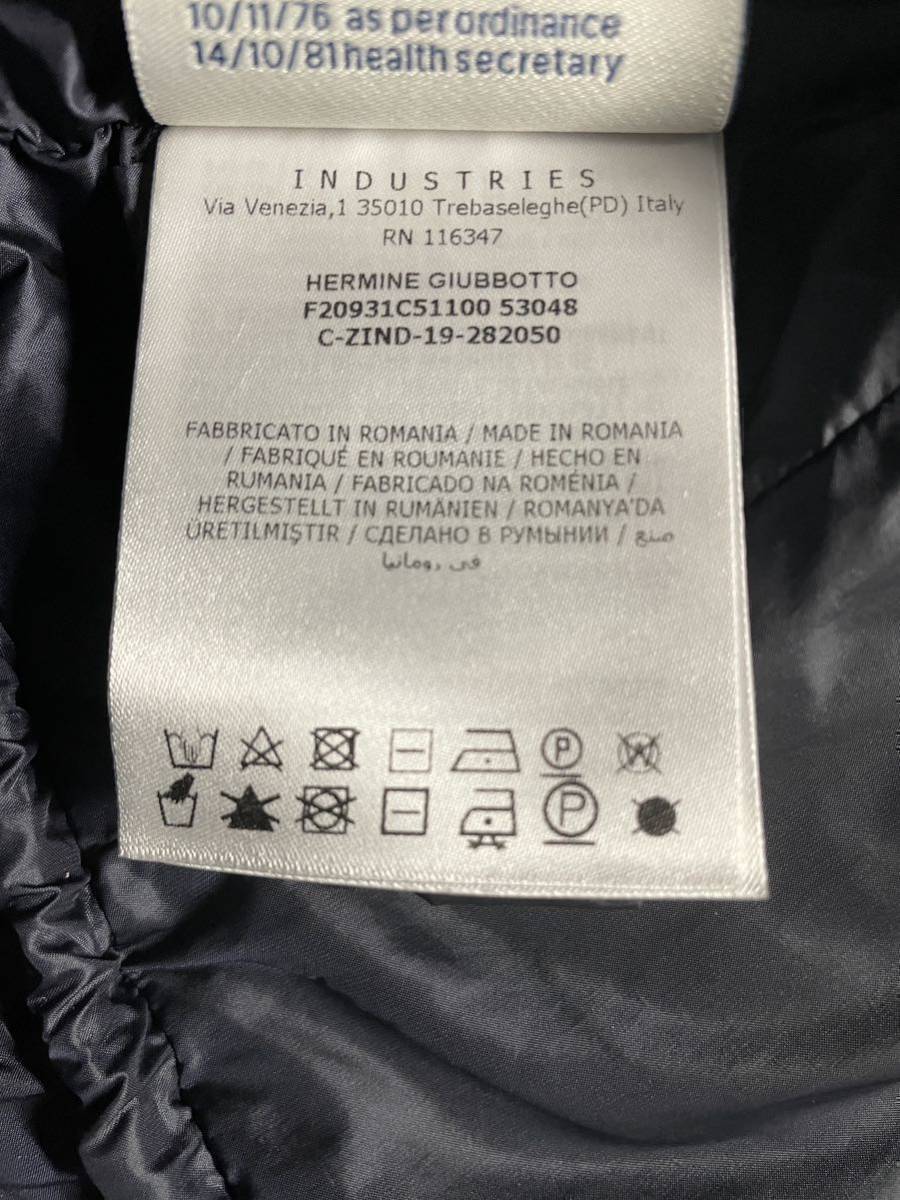 10/11/76 as per ordinance
14/10/81 health secretary
INDUSTRIES
Via Venezia,1 35010 Trebaseleghe(PD) Italy
RN 116347
HERMINE GIUBBOTTO
F20931C51100 53048
C-ZIND-19-282050
FABBRICATO IN ROMANIA / MADE IN ROMANIA
/ FABRIQUÉ EN ROUMANIE / HECHO EN
RUMANIA / FABRICADO NA ROMÉNIA /
HERGESTELLT IN RUMÄNIEN / ROMANYA'DA
ÜRETILMIŞTIR / СДЕЛАНО В РУМЫНИИ / صنع
في رومانيا
P W
P